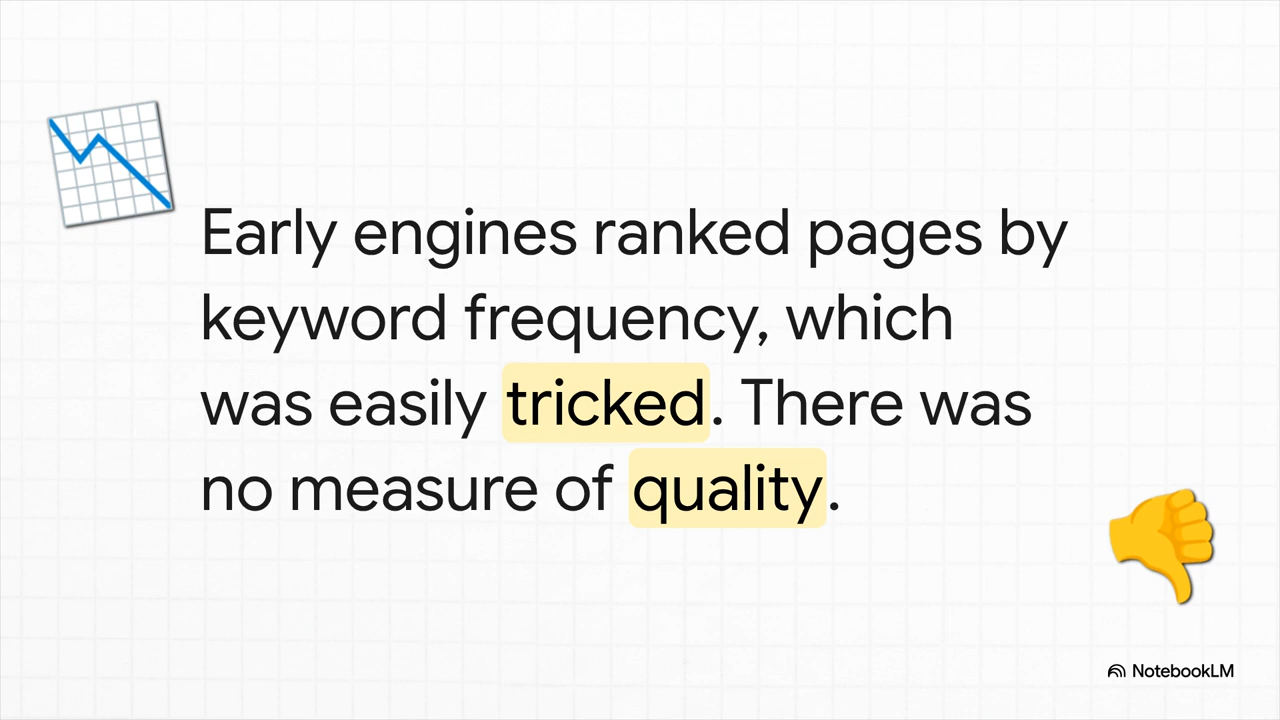 Early engines ranked pages by
keyword frequency, which
was easily tricked. There was
no measure of quality.
NotebookLM